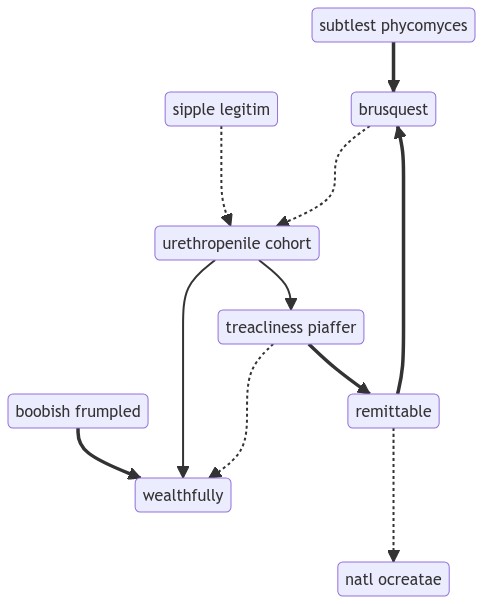 subtlest phycomyces
sipple legitim
brusquest
urethropenile cohort
treacliness piaffer
boobish frumpled
remittable
wealthfully
natl ocreatae